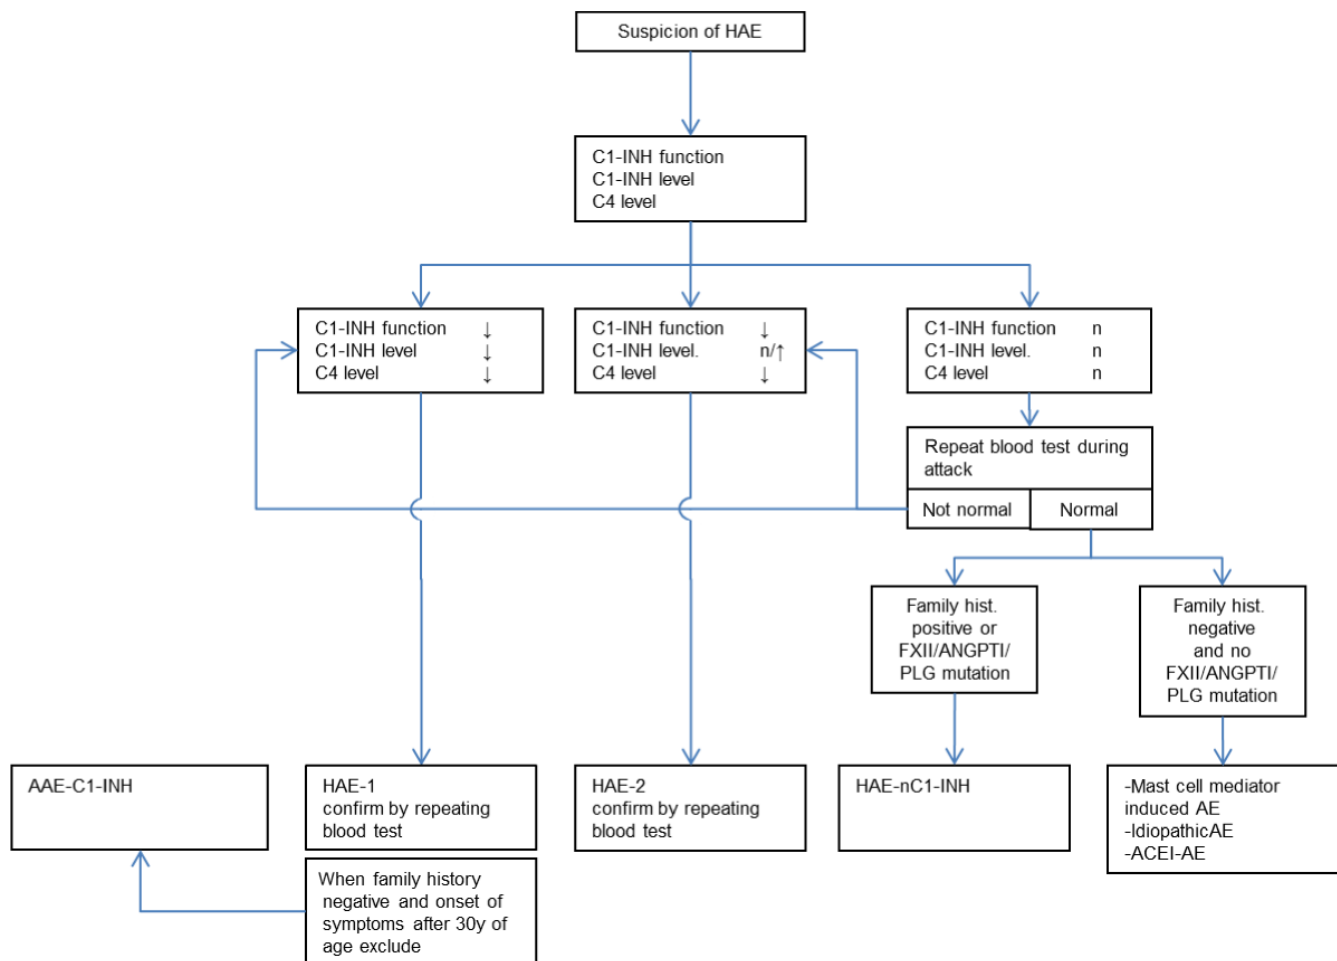 Suspicion of HAE
C1-INH function
C1-INH level
C4 level
C1-INH function ↓
C1-INH level ↓
C4 level ↓
C1-INH function ↓
C1-INH level. n/↑
C4 level ↓
C1-INH function n
C1-INH level. n
C4 level n
Repeat blood test during
attack
Not normal
Normal
Family hist.
positive or
FXII/ANGPTI/
PLG mutation
Family hist.
negative
and no
FXII/ANGPTI/
PLG mutation
AAE-C1-INH
HAE-1
confirm by repeating
blood test
HAE-2
confirm by repeating
blood test
HAE-nC1-INH
-Mast cell mediator
induced AE
-IdiopathicAE
-ACEI-AE
When family history
negative and onset of
symptoms after 30y of
age exclude